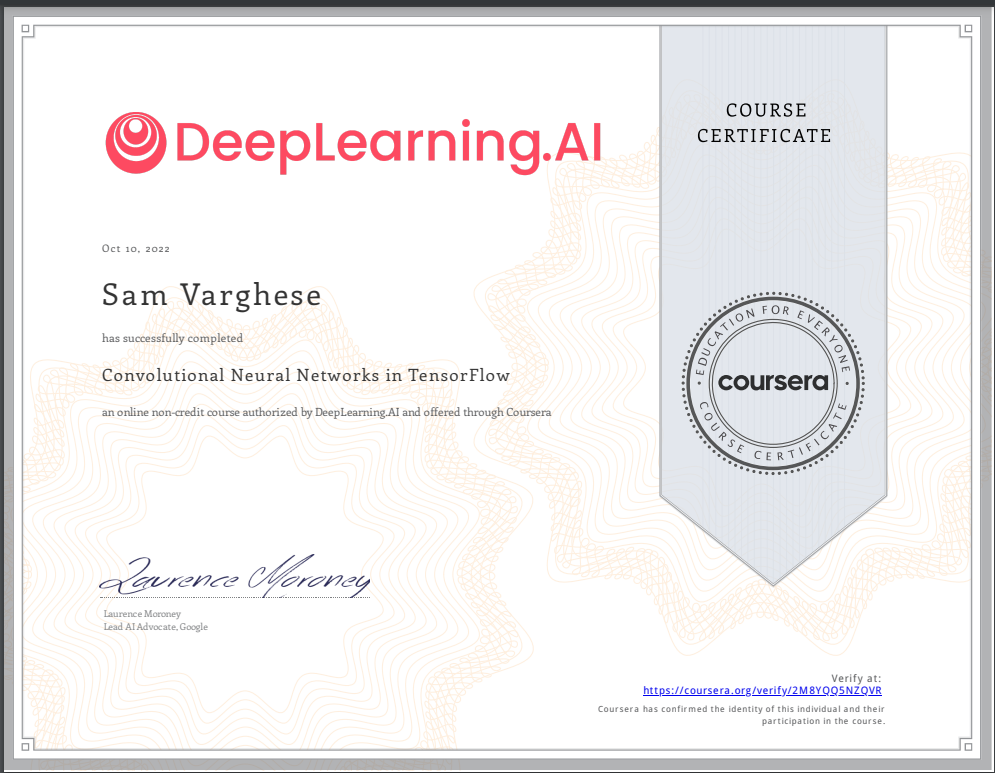 DeepLearning.AI
COURSE
CERTIFICATE
Oct 10, 2022
Sam Varghese
has successfully completed
Convolutional Neural Networks in TensorFlow
an online non-credit course authorized by DeepLearning.AI and offered through Coursera
EDUCATION FOR EVERYONE
coursera
COURSE CERTIFICATE
Laurence Moroney
Laurence Moroney
Lead AI Advocate, Google
Verify at:
https://coursera.org/verify/2M8YQQ5NZQVR
Coursera has confirmed the identity of this individual and their
participation in the course.